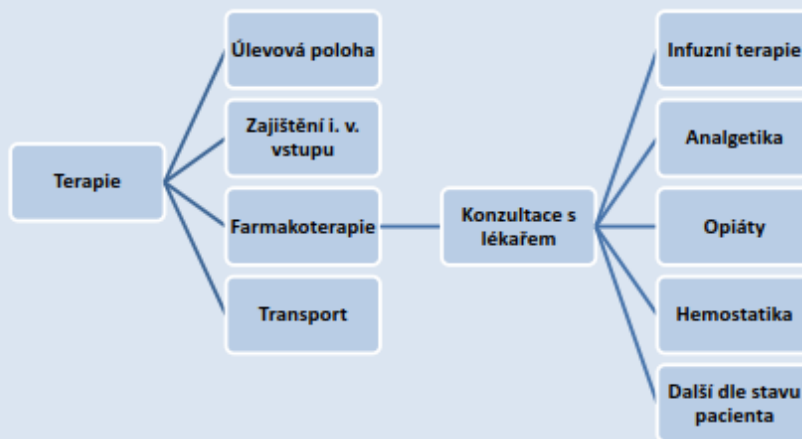 Terapie
Úlevová poloha
Zajištění i. v.
vstupu
Farmakoterapie
Transport
Konzultace s
lékařem
Infuzní terapie
Analgetika
Opiáty
Hemostatika
Další dle stavu
pacienta